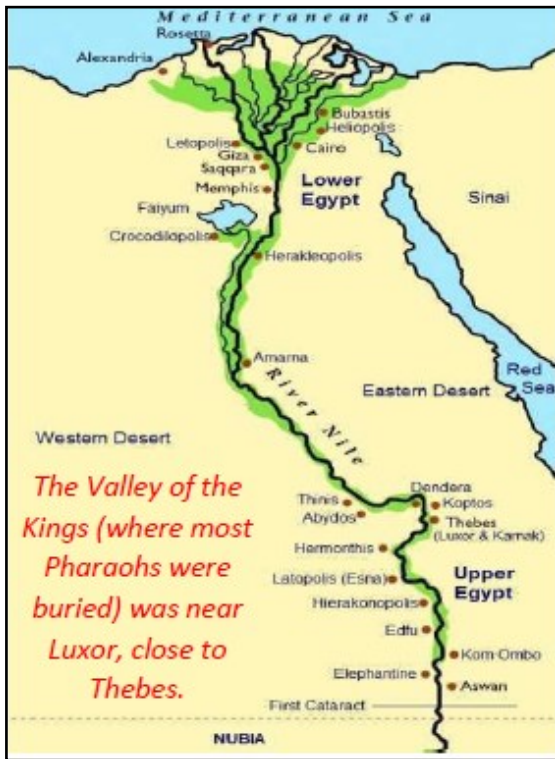 Mediterranean Sea
Rosetta
Alexandria
Bubastis
Heliopolis
Letopolis
Cairo
Giza
Saqqara
Lower
Egypt
Memphis
Sinai
Faiyum
Crocodilopolis
Herakleopolis
Amarna
River Nile
Red
Sea
Eastern Desert
Western Desert
The Valley of the
Kings (where most
Pharaohs were
buried) was near
Luxor, close to
Thebes.
Dendera
Thinis
Koptos
Abydos
Thebes
(Luxor & Karnak)
Hermonthis
Latopolis (Esna)
Upper
Egypt
Hierakonopolis
Edfu
Kom Ombo
Elephantine
Aswan
First Cataract
NUBIA